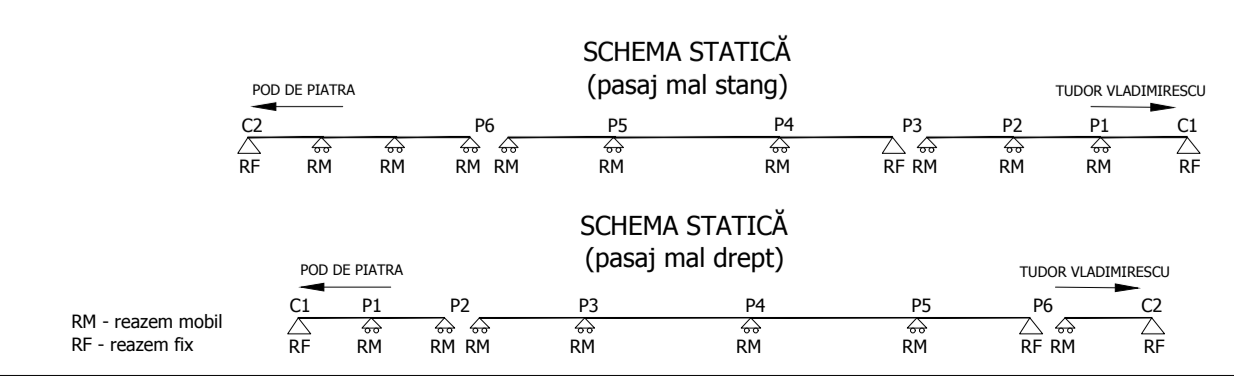 SCHEMA STATICĂ
(pasaj mal stang)
POD DE PIATRA
TUDOR VLADIMIRESCU
C2 P6 P5 P4 P3 P2 P1 C1
RF RM RM RM RM RM RM RF RM RM RM RF
SCHEMA STATICĂ
(pasaj mal drept)
POD DE PIATRA
TUDOR VLADIMIRESCU
C1 P1 P2 P3 P4 P5 P6 C2
RM - reazem mobil
RF - reazem fix
RF RM RM RM RM RM RM RF RM RF